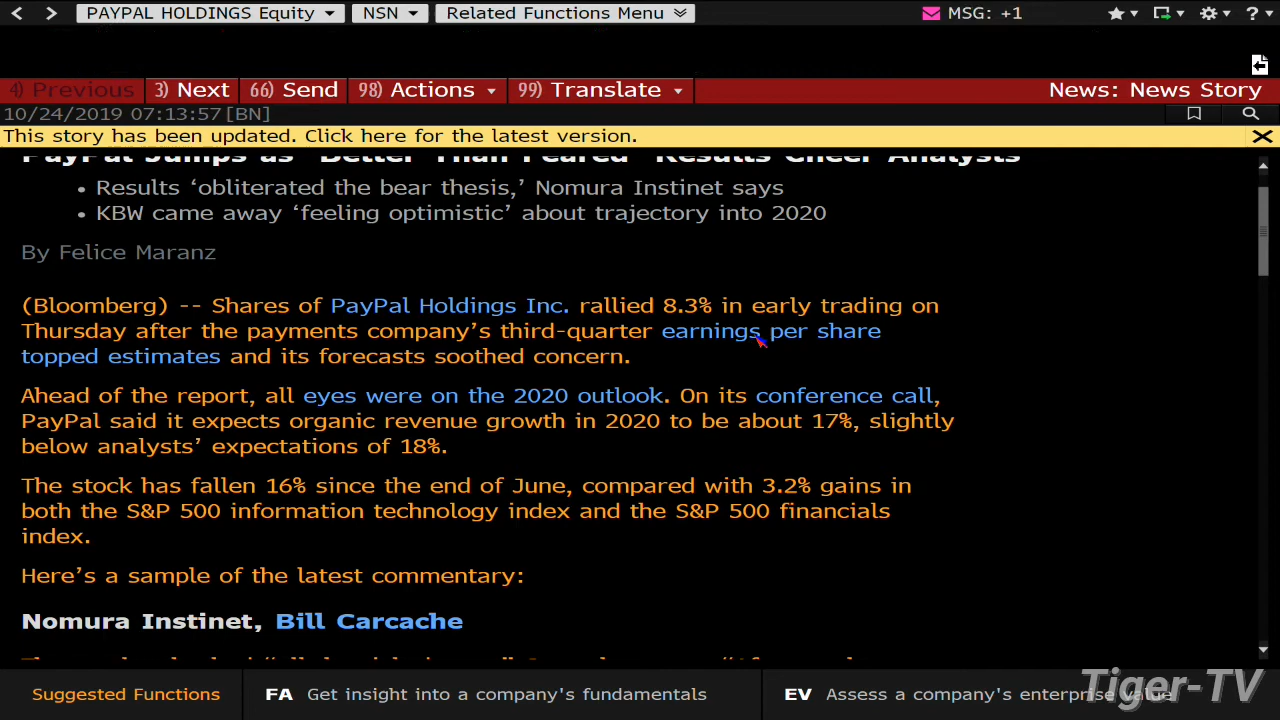 PAYPAL HOLDINGS Equity NSN Related Functions Menu MSG: +1 ?
4) Previous 3) Next 66) Send 98) Actions 99) Translate News: News Story
10/24/2019 07:13:57[BN]
This story has been updated. Click here for the latest version.
PayPal Jumps as 'Better Than Feared' Results Cheer Analysts
• Results ‘obliterated the bear thesis,’ Nomura Instinet says
• KBW came away ‘feeling optimistic’ about trajectory into 2020
By Felice Maranz
(Bloomberg) -- Shares of PayPal Holdings Inc. rallied 8.3% in early trading on
Thursday after the payments company’s third-quarter earnings per share
topped estimates and its forecasts soothed concern.
Ahead of the report, all eyes were on the 2020 outlook. On its conference call,
PayPal said it expects organic revenue growth in 2020 to be about 17%, slightly
below analysts’ expectations of 18%.
The stock has fallen 16% since the end of June, compared with 3.2% gains in
both the S&P 500 information technology index and the S&P 500 financials
index.
Here’s a sample of the latest commentary:
Nomura Instinet, Bill Carcache
Suggested Functions FA Get insight into a company's fundamentals EV Assess a company's enterprise value
Tiger-TV